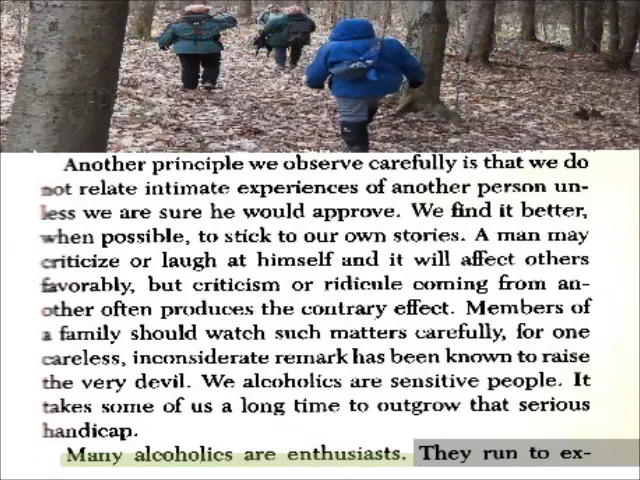 Another principle we observe carefully is that we do
not relate intimate experiences of another person un-
less we are sure he would approve. We find it better,
when possible, to stick to our own stories. A man may
criticize or laugh at himself and it will affect others
favorably, but criticism or ridicule coming from an-
other often produces the contrary effect. Members of
a family should watch such matters carefully, for one
careless, inconsiderate remark has been known to raise
the very devil. We alcoholics are sensitive people. It
takes some of us a long time to outgrow that serious
handicap.
Many alcoholics are enthusiasts. They run to ex-